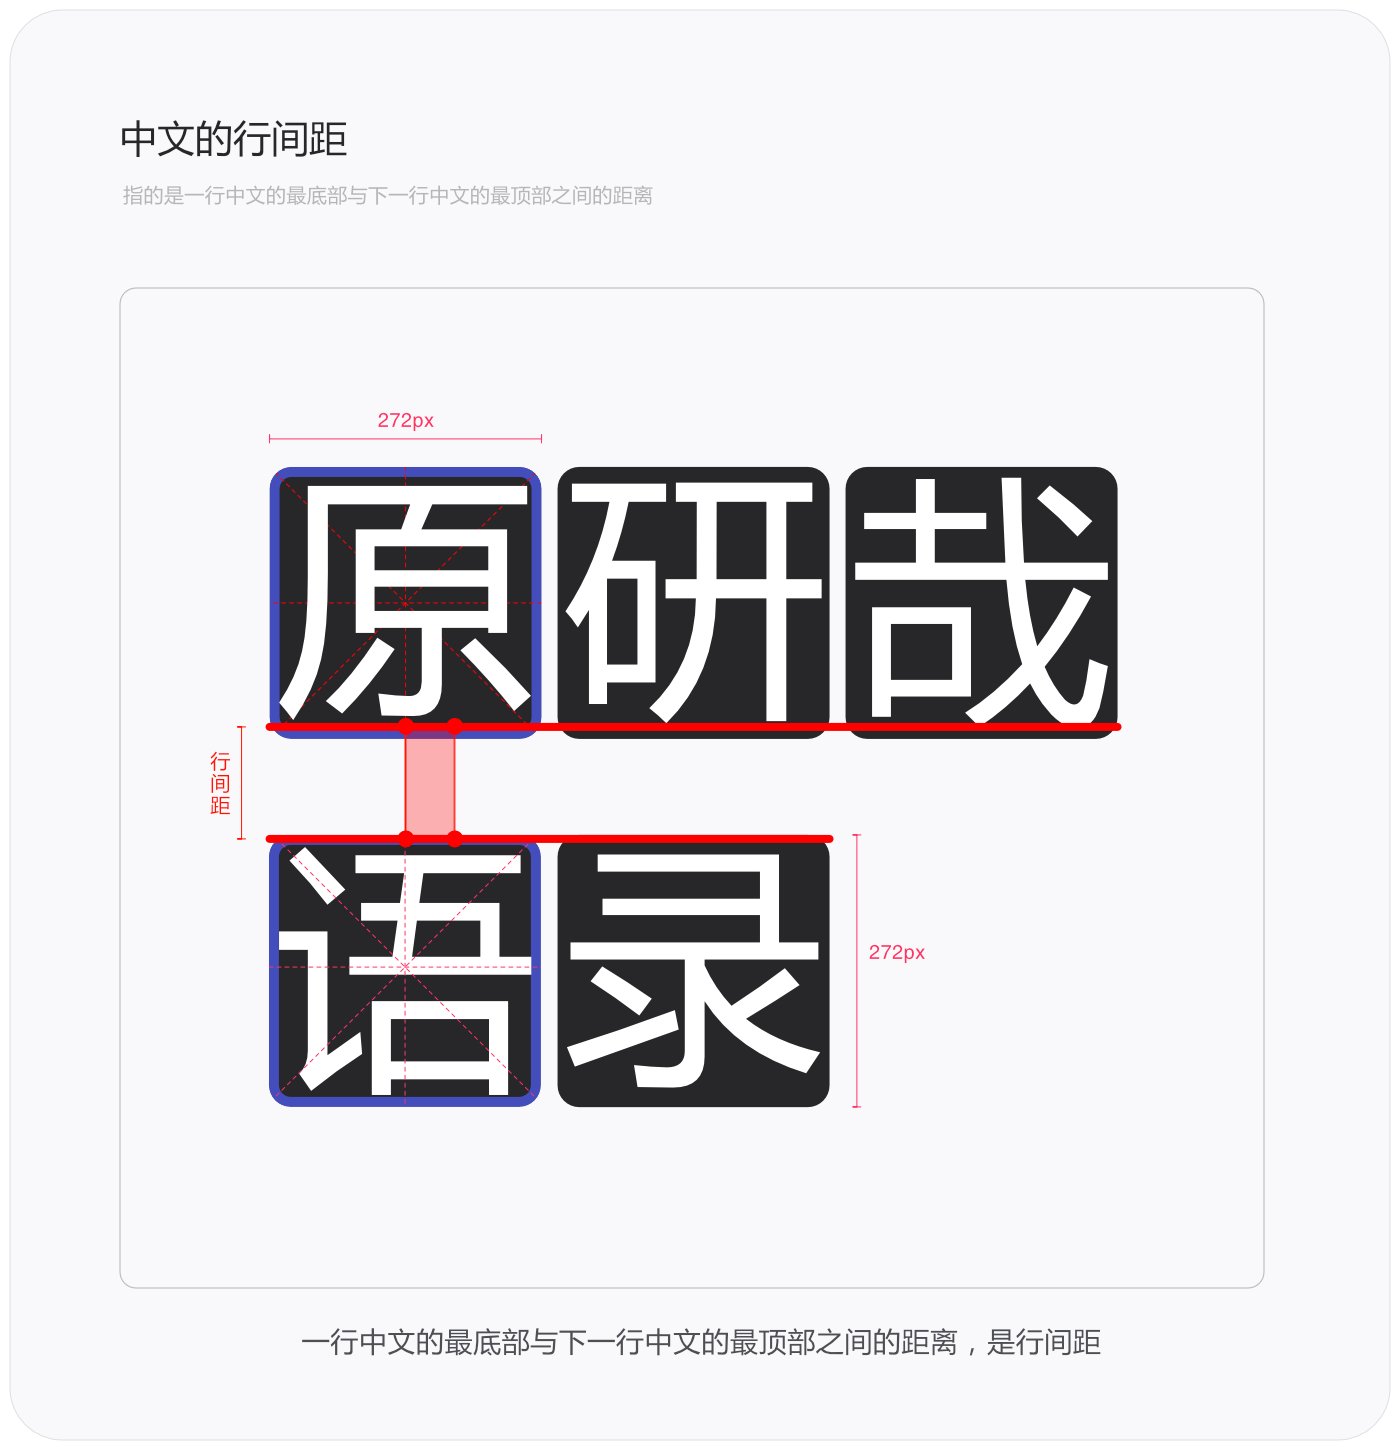 中文的行间距
指的是一行中文的最底部与下一行中文的最顶部之间的距离
272px
原研哉
行间距
语录
272px
一行中文的最底部与下一行中文的最顶部之间的距离，是行间距